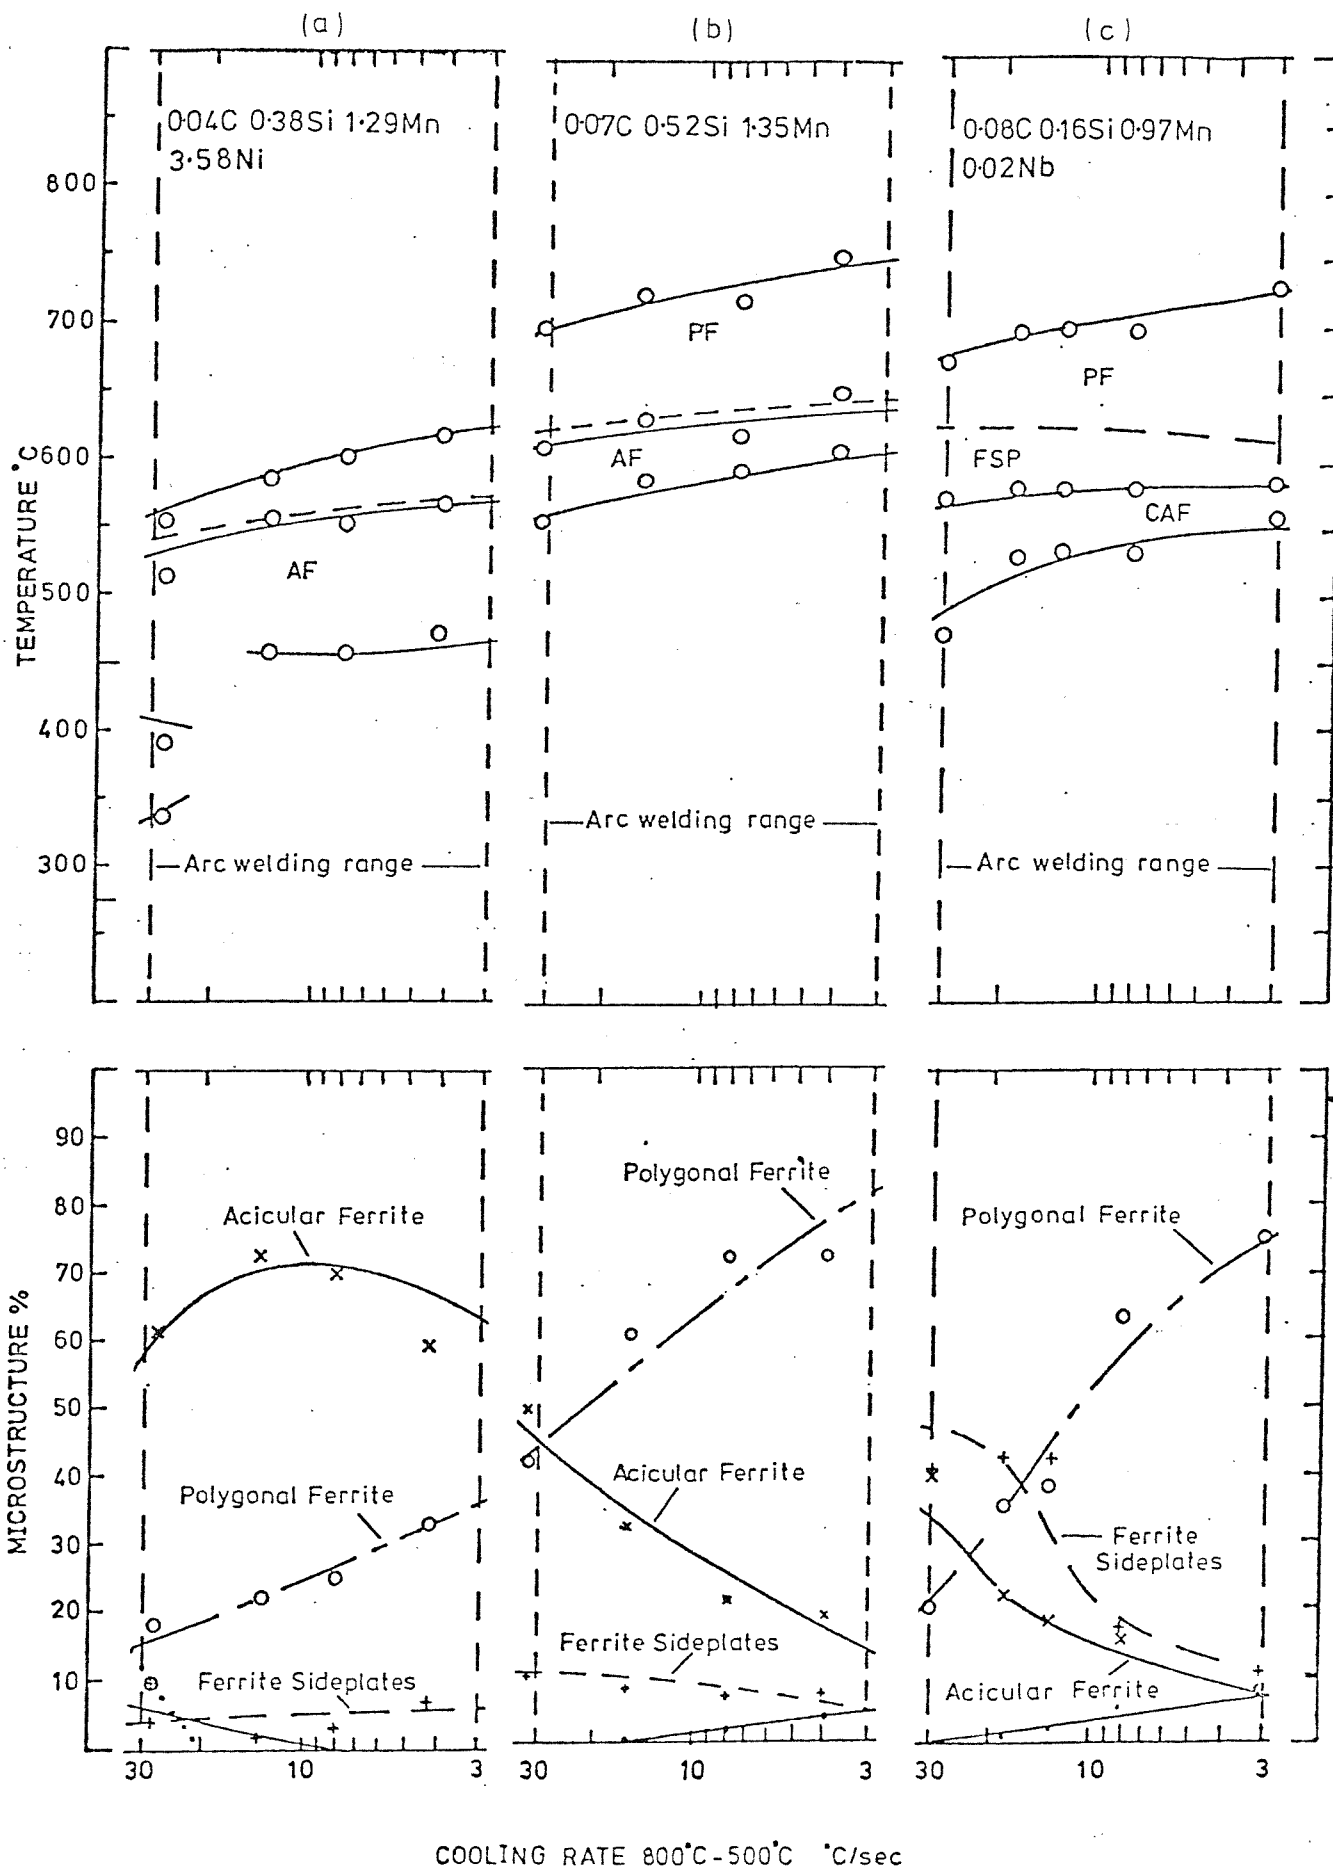 (a)
(b)
(c)
0·04C 0·38Si 1·29Mn
3·58Ni
0·07C 0·52Si 1·35Mn
0·08C 0·16Si 0·97Mn
0·02Nb
TEMPERATURE °C
800
700
600
500
400
300
AF
PF
AF
PF
FSP
CAF
Arc welding range
Arc welding range
Arc welding range
MICROSTRUCTURE %
90
80
70
60
50
40
30
20
10
Acicular Ferrite
Polygonal Ferrite
Ferrite Sideplates
Polygonal Ferrite
Acicular Ferrite
Ferrite Sideplates
Polygonal Ferrite
Ferrite
Sideplates
Acicular Ferrite
30 10 3
30 10 3
30 10 3
COOLING RATE 800°C-500°C °C/sec